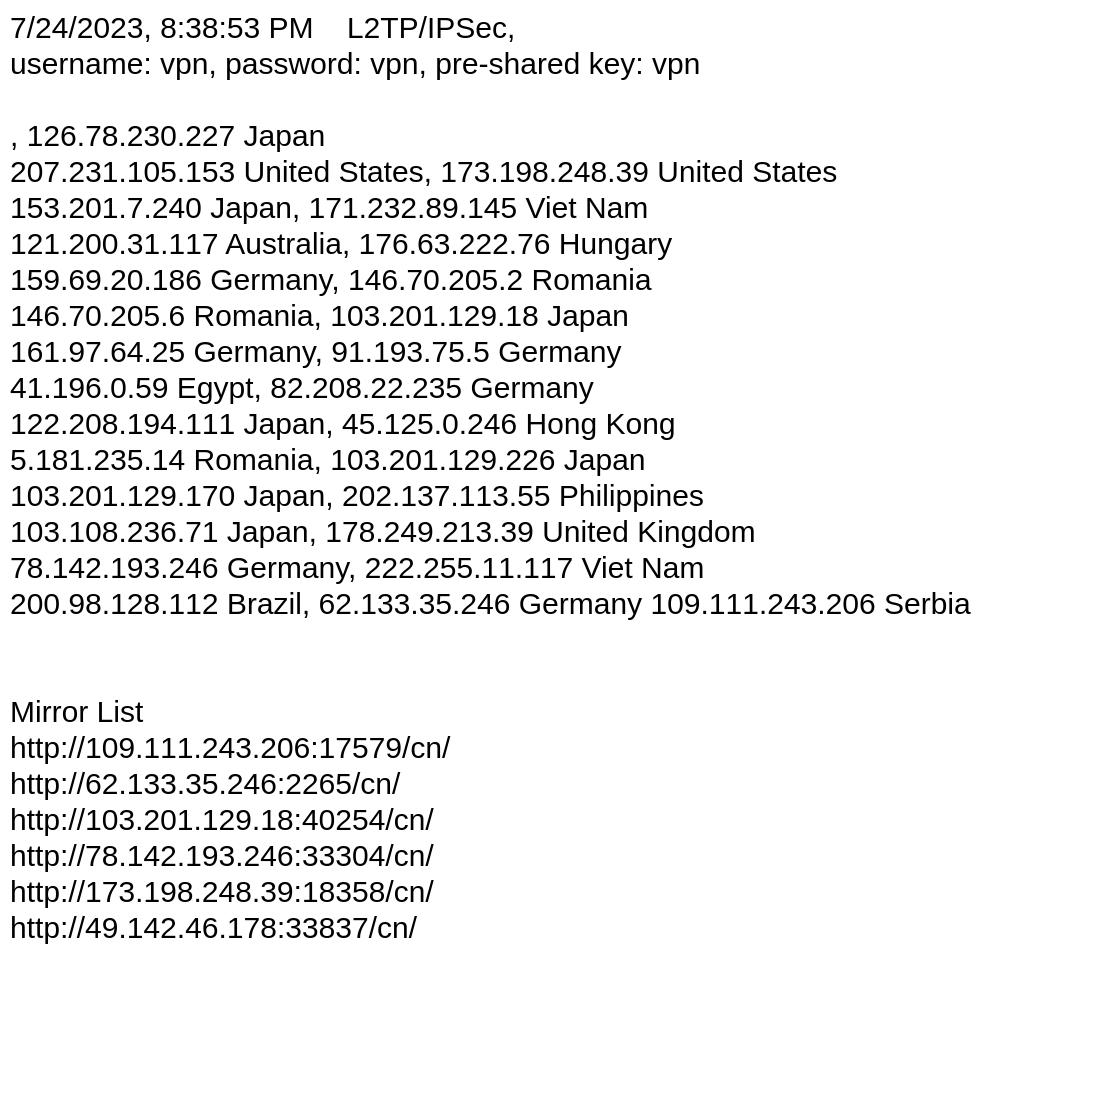 7/24/2023, 8:38:53 PM    L2TP/IPSec,
username: vpn, password: vpn, pre-shared key: vpn
, 126.78.230.227 Japan
207.231.105.153 United States, 173.198.248.39 United States
153.201.7.240 Japan, 171.232.89.145 Viet Nam
121.200.31.117 Australia, 176.63.222.76 Hungary
159.69.20.186 Germany, 146.70.205.2 Romania
146.70.205.6 Romania, 103.201.129.18 Japan
161.97.64.25 Germany, 91.193.75.5 Germany
41.196.0.59 Egypt, 82.208.22.235 Germany
122.208.194.111 Japan, 45.125.0.246 Hong Kong
5.181.235.14 Romania, 103.201.129.226 Japan
103.201.129.170 Japan, 202.137.113.55 Philippines
103.108.236.71 Japan, 178.249.213.39 United Kingdom
78.142.193.246 Germany, 222.255.11.117 Viet Nam
200.98.128.112 Brazil, 62.133.35.246 Germany 109.111.243.206 Serbia
Mirror List
http://109.111.243.206:17579/cn/
http://62.133.35.246:2265/cn/
http://103.201.129.18:40254/cn/
http://78.142.193.246:33304/cn/
http://173.198.248.39:18358/cn/
http://49.142.46.178:33837/cn/